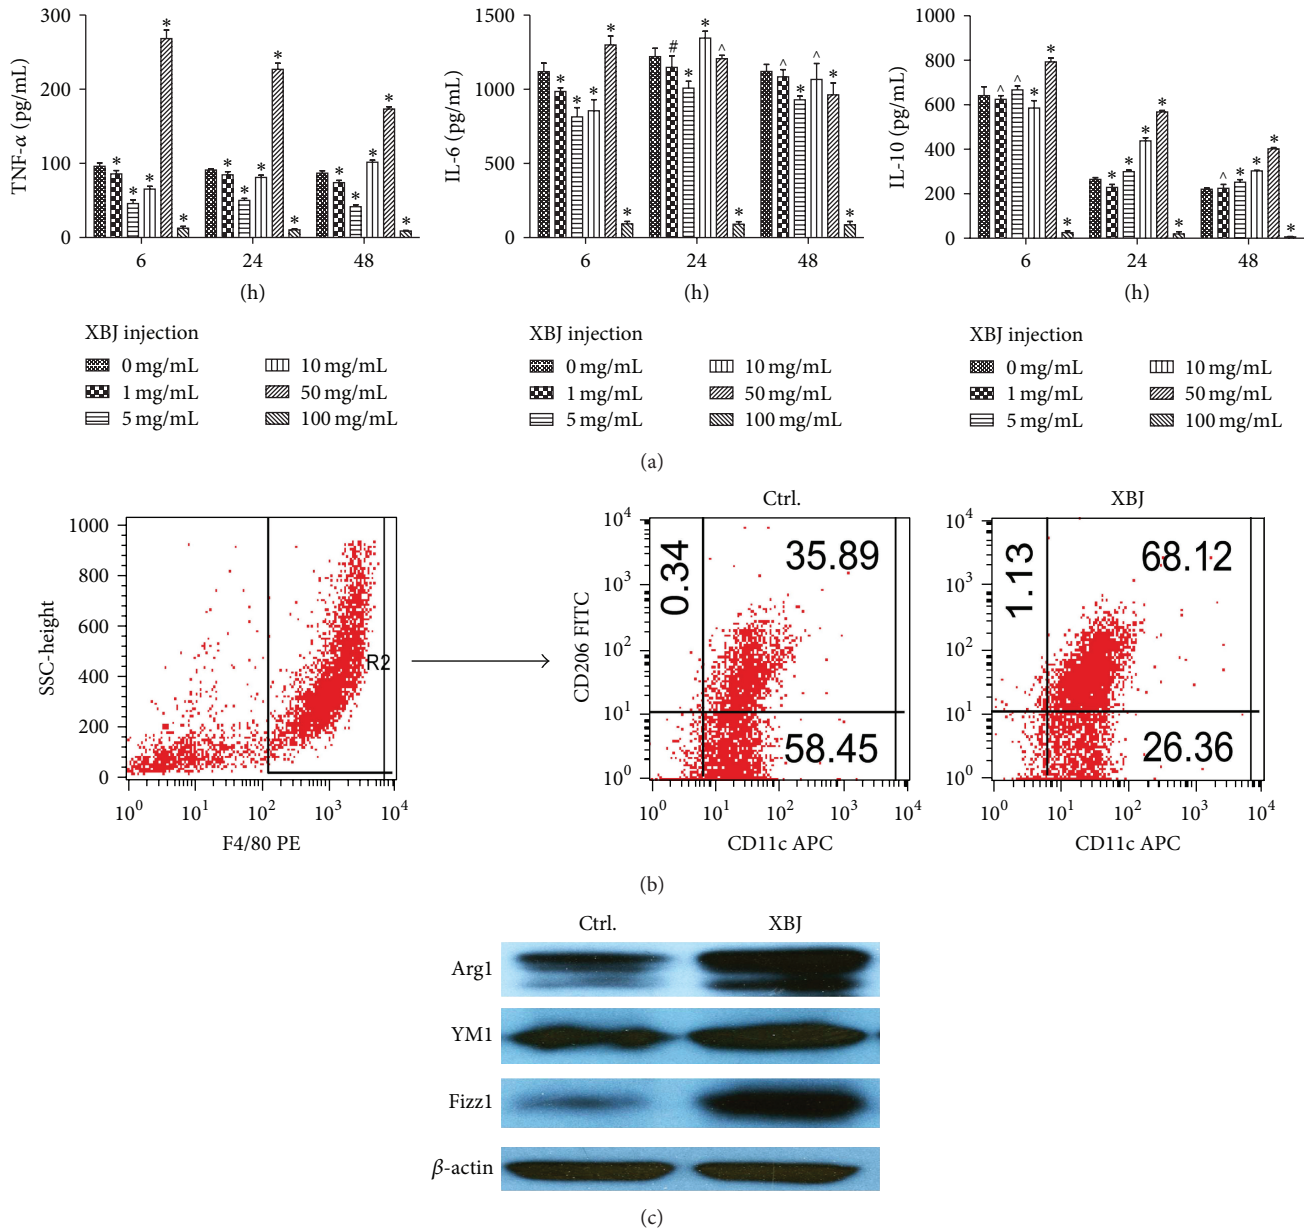 TNF-α (pg/mL)
300
200
100
0
* * * * * *
* * * * * *
* * * * * *
6 24 48
(h)
IL-6 (pg/mL)
1500
1000
500
0
* * * * *
# * * ^ *
^ * ^ * *
6 24 48
(h)
IL-10 (pg/mL)
1000
800
600
400
200
0
^ ^ * * *
* * * * *
^ * * * *
6 24 48
(h)
XBJ injection
0 mg/mL 10 mg/mL
1 mg/mL 50 mg/mL
5 mg/mL 100 mg/mL
XBJ injection
0 mg/mL 10 mg/mL
1 mg/mL 50 mg/mL
5 mg/mL 100 mg/mL
XBJ injection
0 mg/mL 10 mg/mL
1 mg/mL 50 mg/mL
5 mg/mL 100 mg/mL
(a)
SSC-height
1000
800
600
400
200
0
R2
10⁰ 10¹ 10² 10³ 10⁴
F4/80 PE
Ctrl.
CD206 FITC
10⁴
10³
10²
10¹
10⁰
0.34
35.89
58.45
10⁰ 10¹ 10² 10³ 10⁴
CD11c APC
XBJ
10⁴
10³
10²
10¹
10⁰
1.13
68.12
26.36
10⁰ 10¹ 10² 10³ 10⁴
CD11c APC
(b)
Ctrl. XBJ
Arg1
YM1
Fizz1
β-actin
(c)